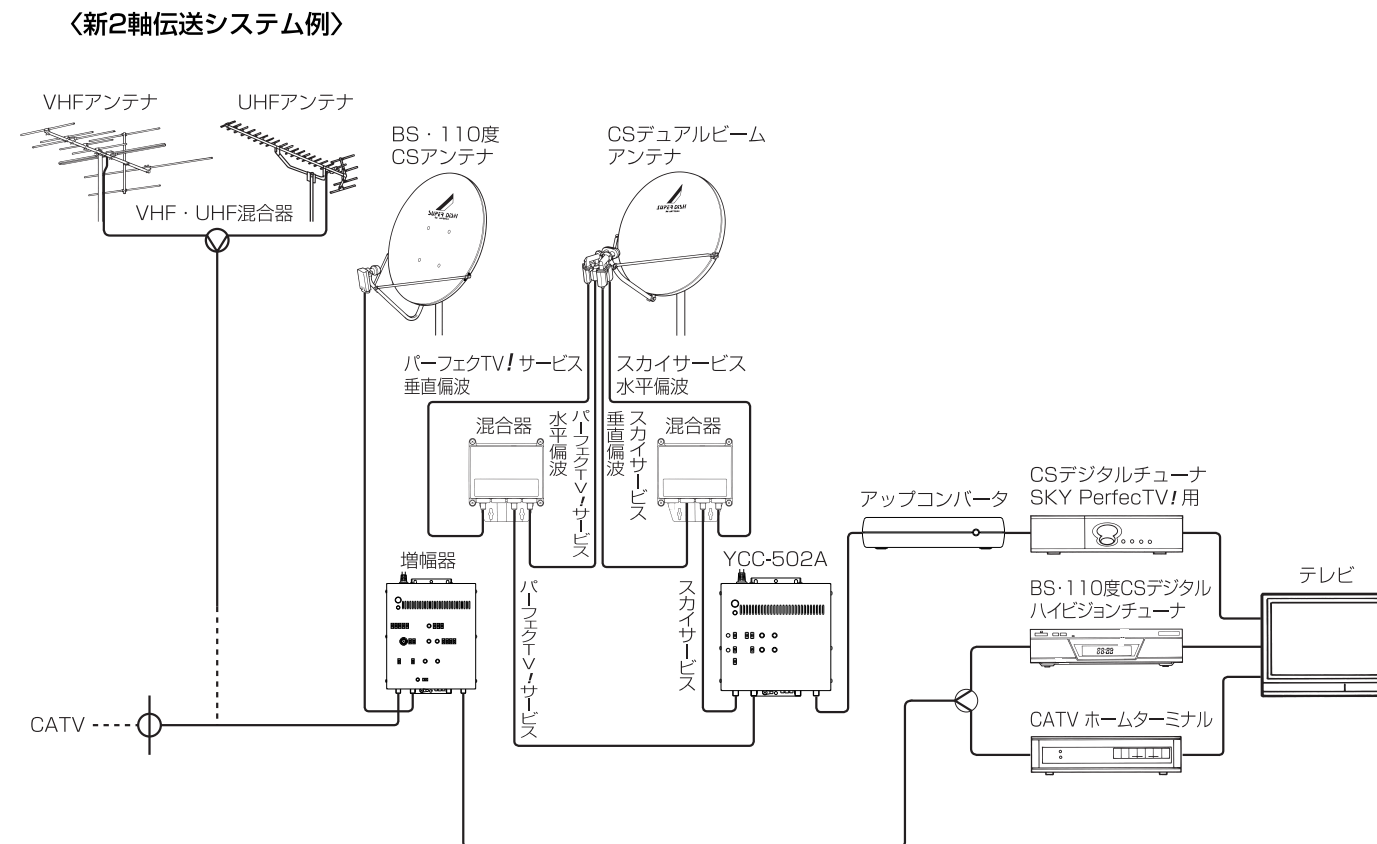 〈新2軸伝送システム例〉
VHFアンテナ
UHFアンテナ
BS・110度
CSアンテナ
CSデュアルビーム
アンテナ
VHF・UHF混合器
SUPER DISH
SUPER DISH
パーフェクTV!サービス
垂直偏波
スカイサービス
水平偏波
混合器
水平偏波
パーフェクTV!サービス
垂直偏波
スカイサービス
混合器
アップコンバータ
CSデジタルチューナ
SKY PerfecTV!用
増幅器
YCC-502A
パーフェクTV!サービス
スカイサービス
BS・110度CSデジタル
ハイビジョンチューナ
テレビ
CATV
CATV ホームターミナル